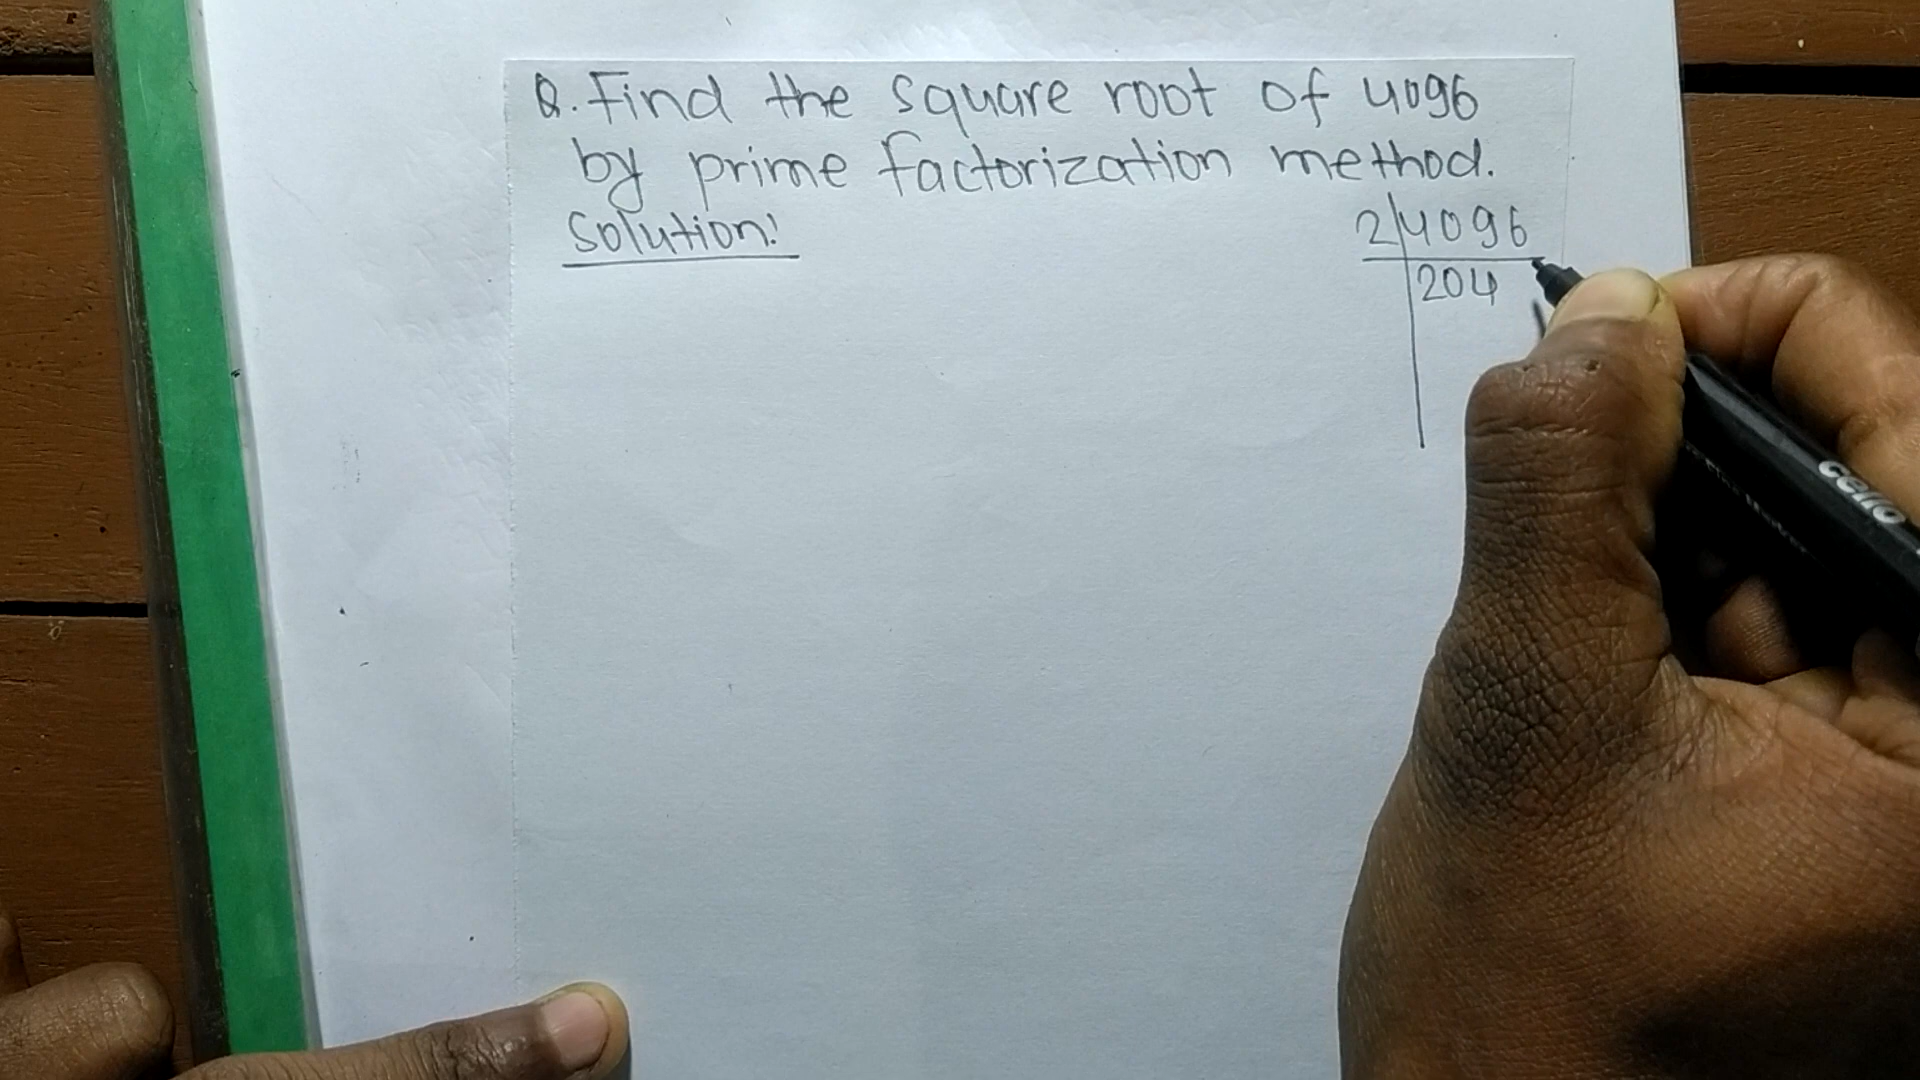 Q. Find the square root of 4096
by prime factorization method.
Solution:
2|4096
204
cello